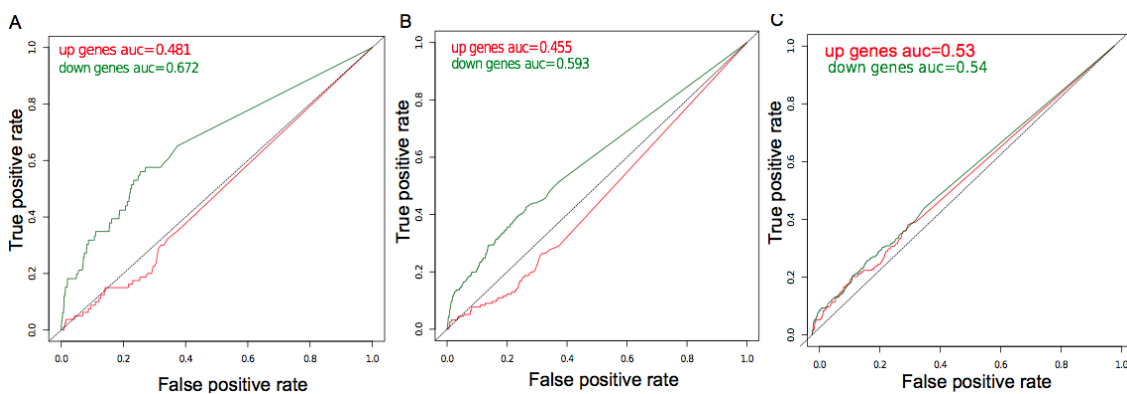 A
up genes auc=0.481
down genes auc=0.672
True positive rate
0.0 0.2 0.4 0.6 0.8 1.0
0.0 0.2 0.4 0.6 0.8 1.0
False positive rate
B
up genes auc=0.455
down genes auc=0.593
True positive rate
0.0 0.2 0.4 0.6 0.8 1.0
0.0 0.2 0.4 0.6 0.8 1.0
False positive rate
C
up genes auc=0.53
down genes auc=0.54
True positive rate
0.0 0.2 0.4 0.6 0.8 1.0
0.0 0.2 0.4 0.6 0.8 1.0
False positive rate